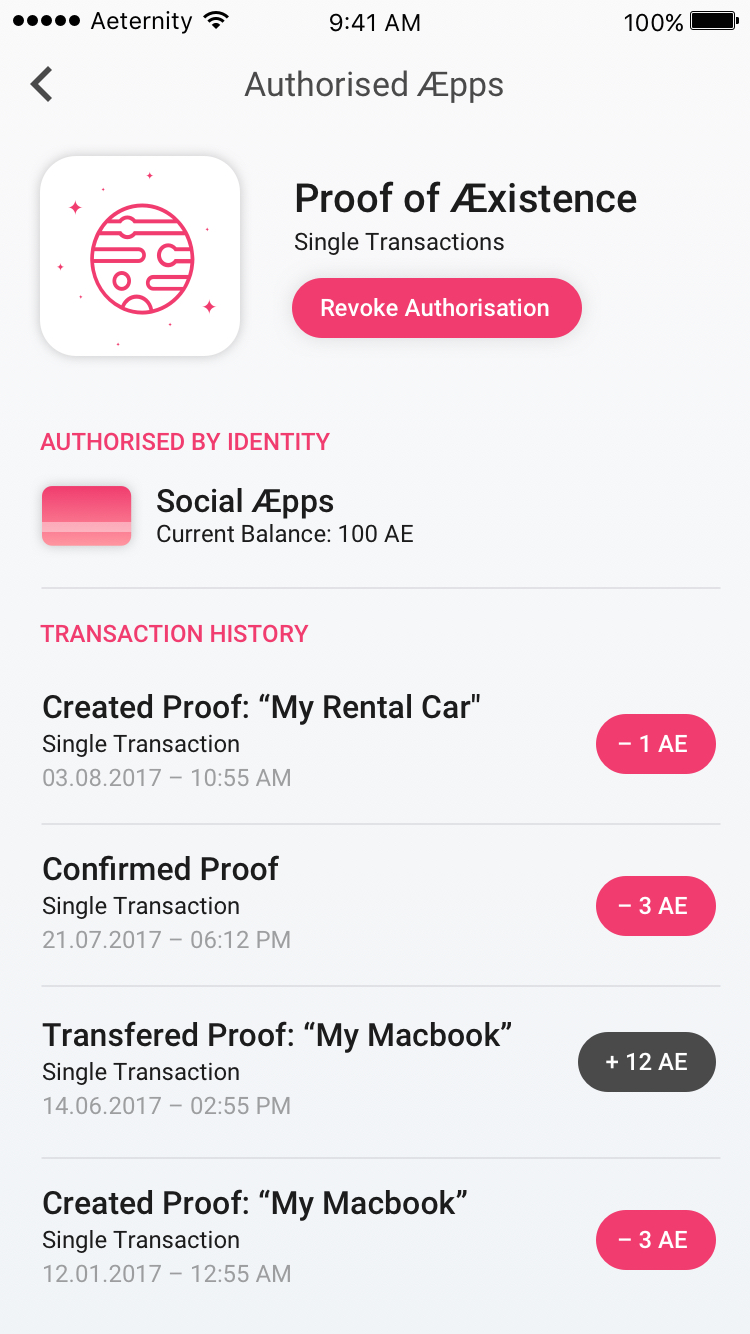 Aeternity 9:41 AM 100%
Authorised Æpps
Proof of Æxistence
Single Transactions
Revoke Authorisation
AUTHORISED BY IDENTITY
Social Æpps
Current Balance: 100 AE
TRANSACTION HISTORY
Created Proof: “My Rental Car"
Single Transaction
– 1 AE
03.08.2017 – 10:55 AM
Confirmed Proof
Single Transaction
– 3 AE
21.07.2017 – 06:12 PM
Transfered Proof: “My Macbook”
Single Transaction
+ 12 AE
14.06.2017 – 02:55 PM
Created Proof: “My Macbook”
Single Transaction
– 3 AE
12.01.2017 – 12:55 AM